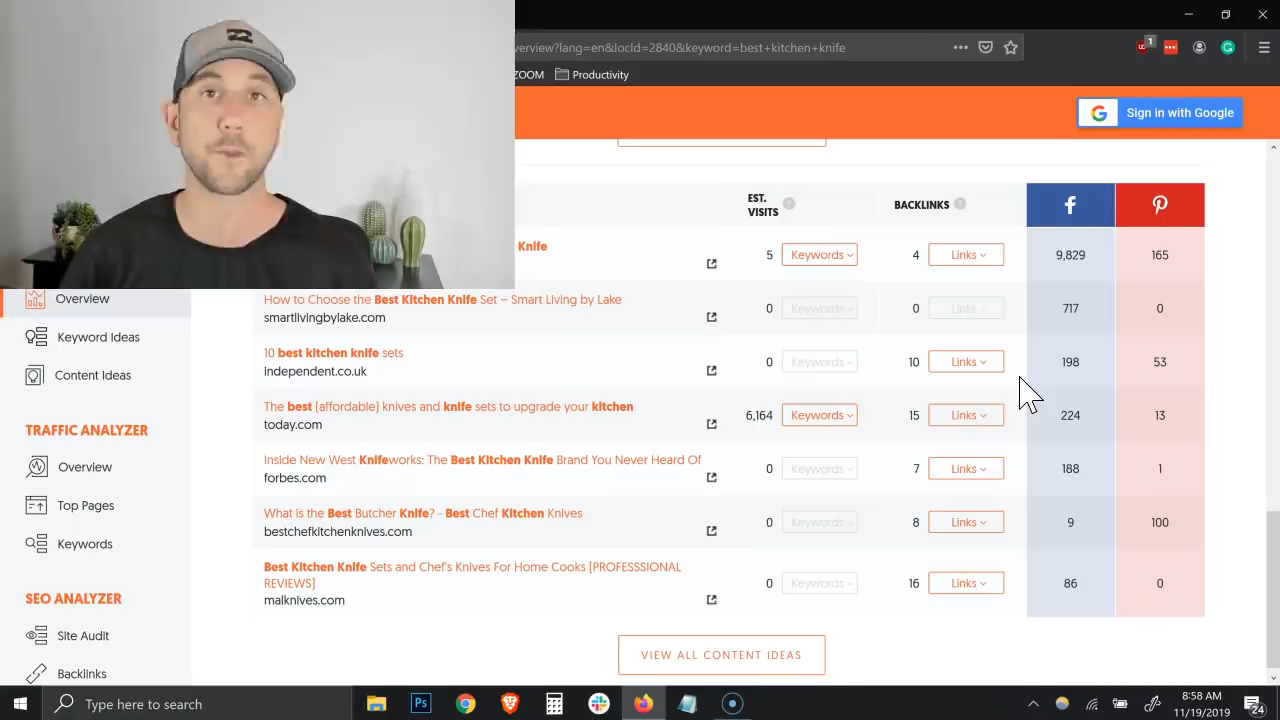 overview?lang=en&locId=2840&keyword=best+kitchen+knife
1
ZOOM
Productivity
G
Sign in with Google
EST.
VISITS
?
BACKLINKS
?
Knife
5
Keywords
4
Links
9,829
165
Overview
How to Choose the Best Kitchen Knife Set – Smart Living by Lake
smartlivingbylake.com
0
Keywords
0
Links
717
0
Keyword Ideas
10 best kitchen knife sets
independent.co.uk
0
Keywords
10
Links
198
53
Content Ideas
The best (affordable) knives and knife sets to upgrade your kitchen
today.com
6,164
Keywords
15
Links
224
13
TRAFFIC ANALYZER
Overview
Inside New West Knifeworks: The Best Kitchen Knife Brand You Never Heard Of
forbes.com
0
Keywords
7
Links
188
1
Top Pages
What is the Best Butcher Knife? - Best Chef Kitchen Knives
bestchefkitchenknives.com
0
Keywords
8
Links
9
100
Keywords
Best Kitchen Knife Sets and Chef's Knives For Home Cooks [PROFESSSIONAL
REVIEWS]
malknives.com
0
Keywords
16
Links
86
0
SEO ANALYZER
Site Audit
Backlinks
VIEW ALL CONTENT IDEAS
Type here to search
Ps
8:58 AM
11/19/2019
24